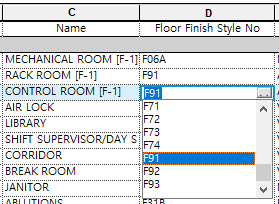 C D
Name Floor Finish Style No
MECHANICAL ROOM [F-1] F06A
RACK ROOM [F-1] F91
CONTROL ROOM [F-1] F91 ...
AIR LOCK F71
LIBRARY F72
F73
SHIFT SUPERVISOR/DAY S F74
CORRIDOR F91
BREAK ROOM F92
JANITOR F93
ABLUTIONS F31B